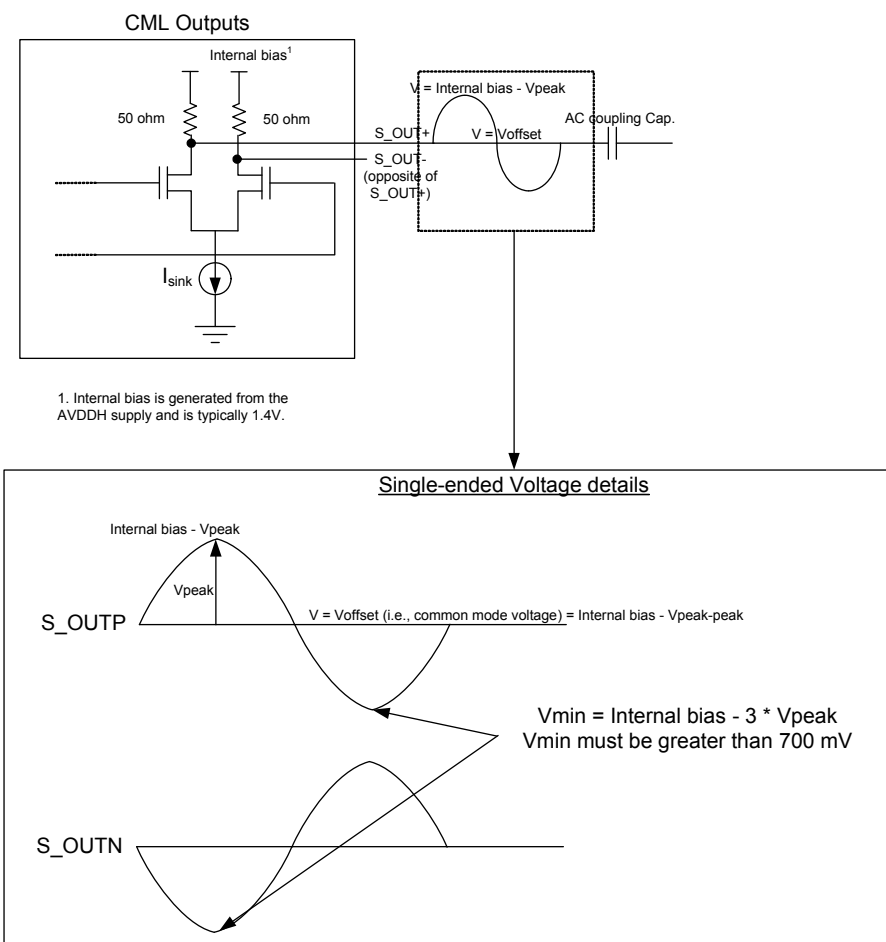 CML Outputs
Internal bias1
50 ohm
50 ohm
S_OUT+
S_OUT-
(opposite of
S_OUT+)
V = Internal bias - Vpeak
V = Voffset
AC coupling Cap.
Isink
1. Internal bias is generated from the
AVDDH supply and is typically 1.4V.
Single-ended Voltage details
Internal bias - Vpeak
Vpeak
S_OUTP
V = Voffset (i.e., common mode voltage) = Internal bias - Vpeak-peak
Vmin = Internal bias - 3 * Vpeak
Vmin must be greater than 700 mV
S_OUTN